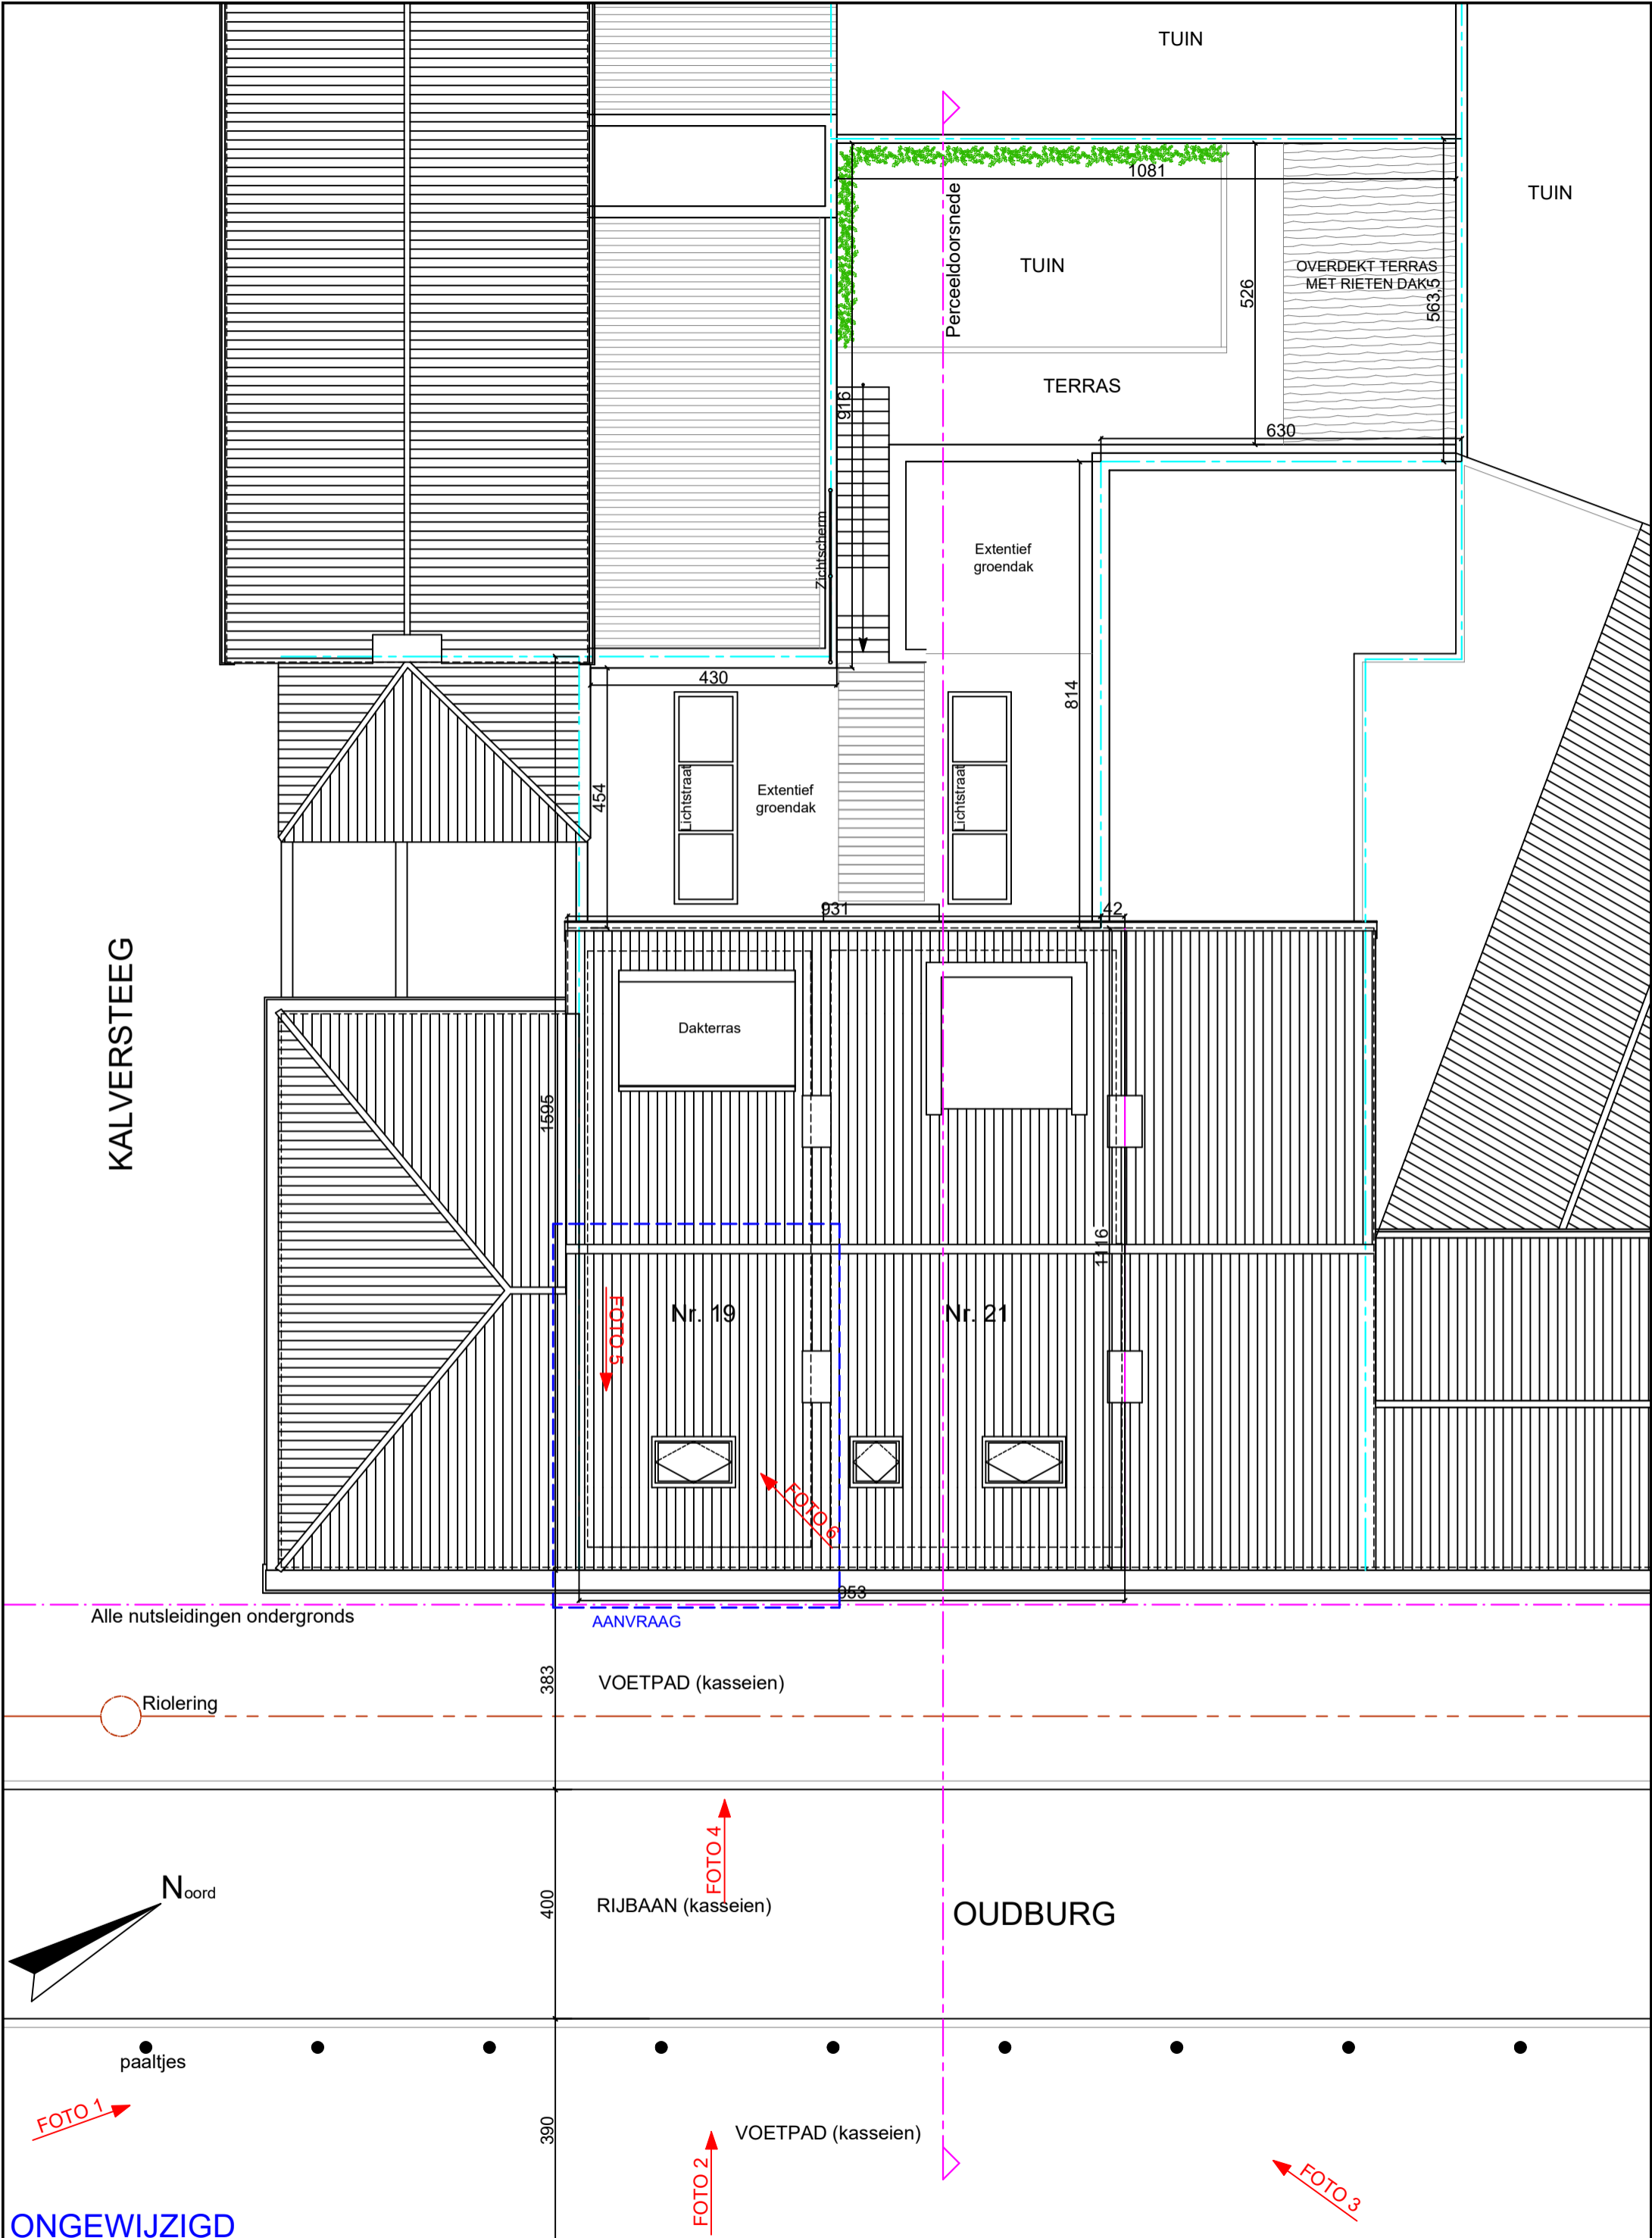 TUIN
1081
TUIN
Perceeldoorsnede
TUIN
OVERDEKT TERRAS
MET RIETEN DAK
526
563,5
TERRAS
916
630
Zichtscherm
Extentief
groendak
430
814
454
Lichtstraat
Extentief
groendak
Lichtstraat
931
42
KALVERSTEEG
Dakterras
1595
1116
Nr. 19
Nr. 21
FOTO 5
FOTO 6
953
Alle nutsleidingen ondergronds
AANVRAAG
383
VOETPAD (kasseien)
Riolering
FOTO 4
Noord
400
RIJBAAN (kasseien)
OUDBURG
paaltjes
FOTO 1
390
VOETPAD (kasseien)
FOTO 2
FOTO 3
ONGEWIJZIGD